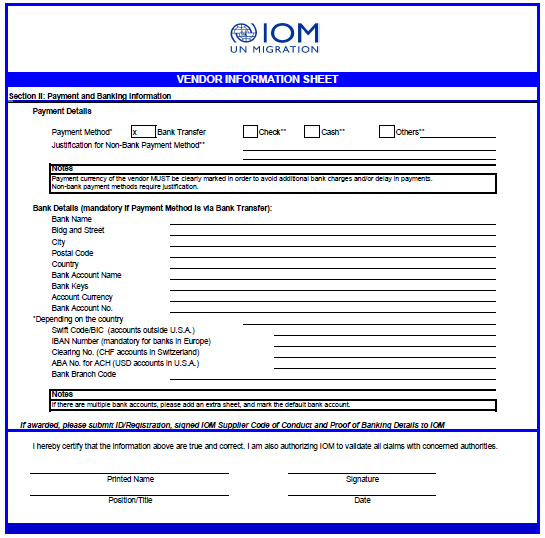 IOM
UN MIGRATION
VENDOR INFORMATION SHEET
Section II: Payment and Banking Information
Payment Details
Payment Method* x Bank Transfer Check** Cash** Others**
Justification for Non-Bank Payment Method**
Notes
Payment currency of the vendor MUST be clearly marked in order to avoid additional bank charges and/or delay in payments.
Non-bank payment methods require justification.
Bank Details (mandatory if Payment Method is via Bank Transfer):
Bank Name
Bldg and Street
City
Postal Code
Country
Bank Account Name
Bank Keys
Account Currency
Bank Account No.
*Depending on the country
Swift Code/BIC (accounts outside U.S.A.)
IBAN Number (mandatory for banks in Europe)
Clearing No. (CHF accounts in Switzerland)
ABA No. for ACH (USD accounts in U.S.A.)
Bank Branch Code
Notes
If there are multiple bank accounts, please add an extra sheet, and mark the default bank account.
If awarded, please submit ID/Registration, signed IOM Supplier Code of Conduct and Proof of Banking Details to IOM
I hereby certify that the information above are true and correct. I am also authorizing IOM to validate all claims with concerned authorities.
Printed Name Signature
Position/Title Date